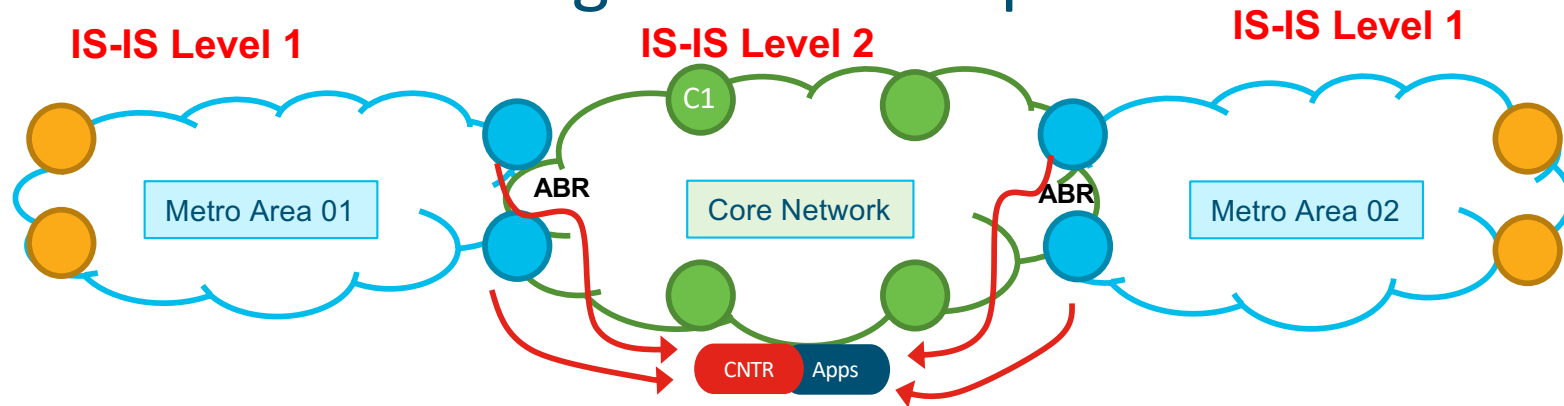 IS-IS Level 1
IS-IS Level 2
IS-IS Level 1
C1
ABR
ABR
Metro Area 01
Core Network
Metro Area 02
CNTR
Apps